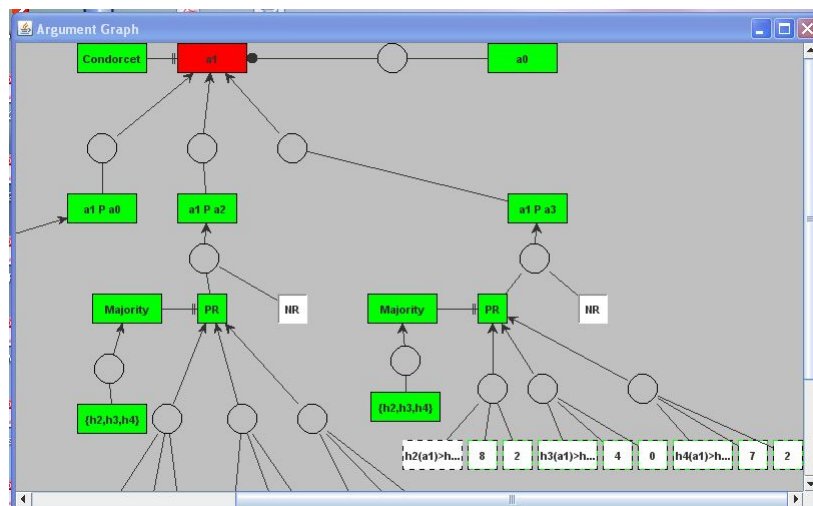 Argument Graph
Condorcet a1 a0
a1 P a0 a1 P a2 a1 P a3
Majority PR NR Majority PR NR
{h2,h3,h4} {h2,h3,h4}
h2(a1)>h... 8 2 h3(a1)>h... 4 0 h4(a1)>h... 7 2